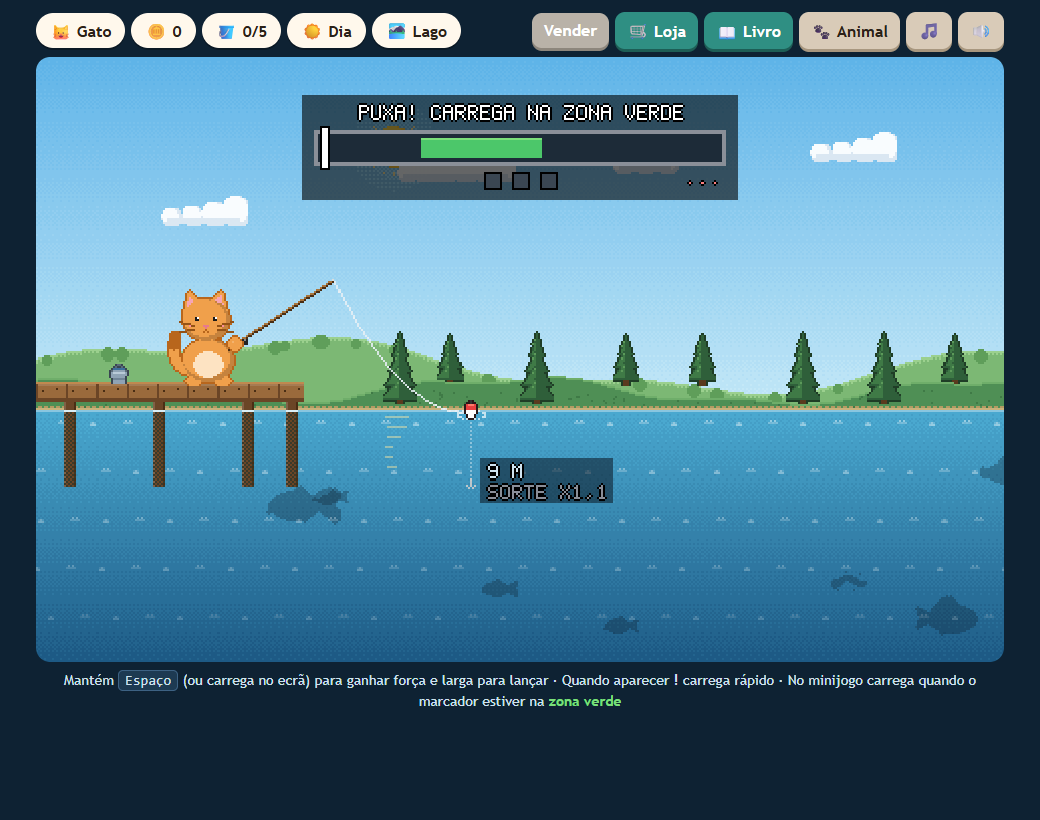 Gato
0
0/5
Dia
Lago
Vender
Loja
Livro
Animal
PUXA! CARREGA NA ZONA VERDE
9 M
SORTE X1,1
Mantém Espaço (ou carrega no ecrã) para ganhar força e larga para lançar · Quando aparecer ! carrega rápido · No minijogo carrega quando o
marcador estiver na zona verde